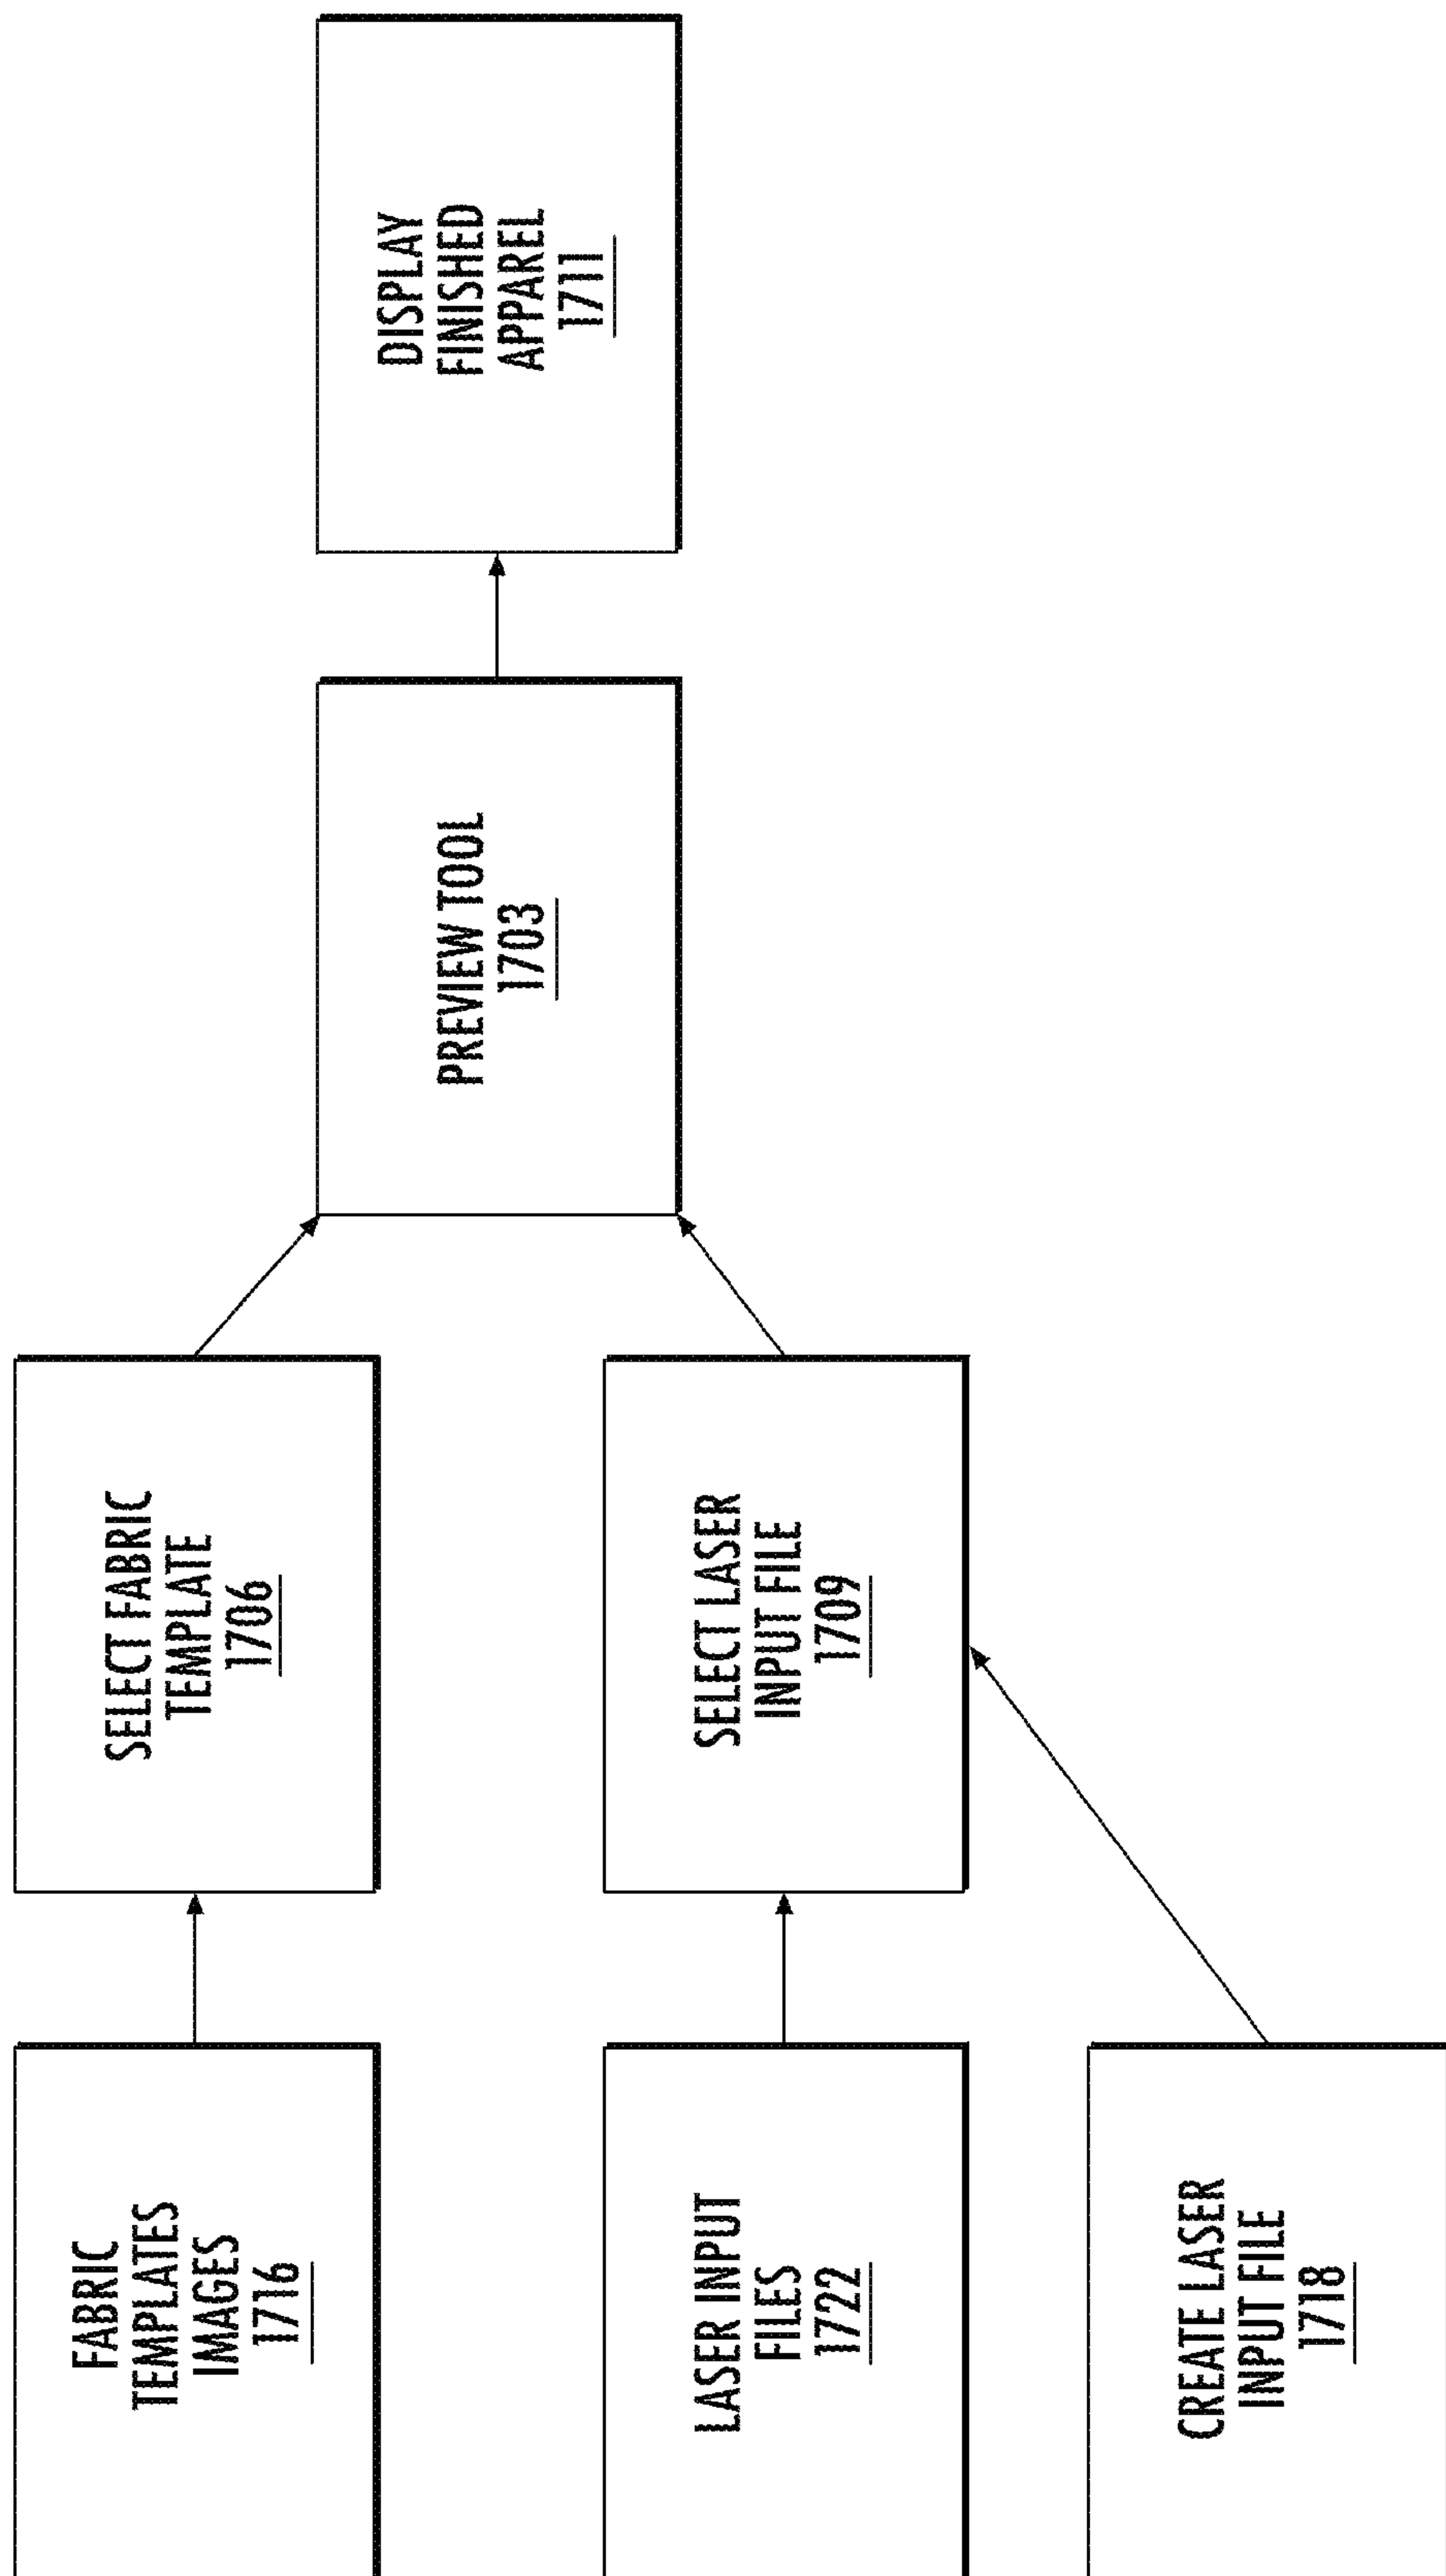 FABRIC
TEMPLATES
IMAGES
1716
SELECT FABRIC
TEMPLATE
1706
PREVIEW TOOL
1703
DISPLAY
FINISHED
APPAREL
1711
LASER INPUT
FILES
1722
SELECT LASER
INPUT FILE
1709
CREATE LASER
INPUT FILE
1718